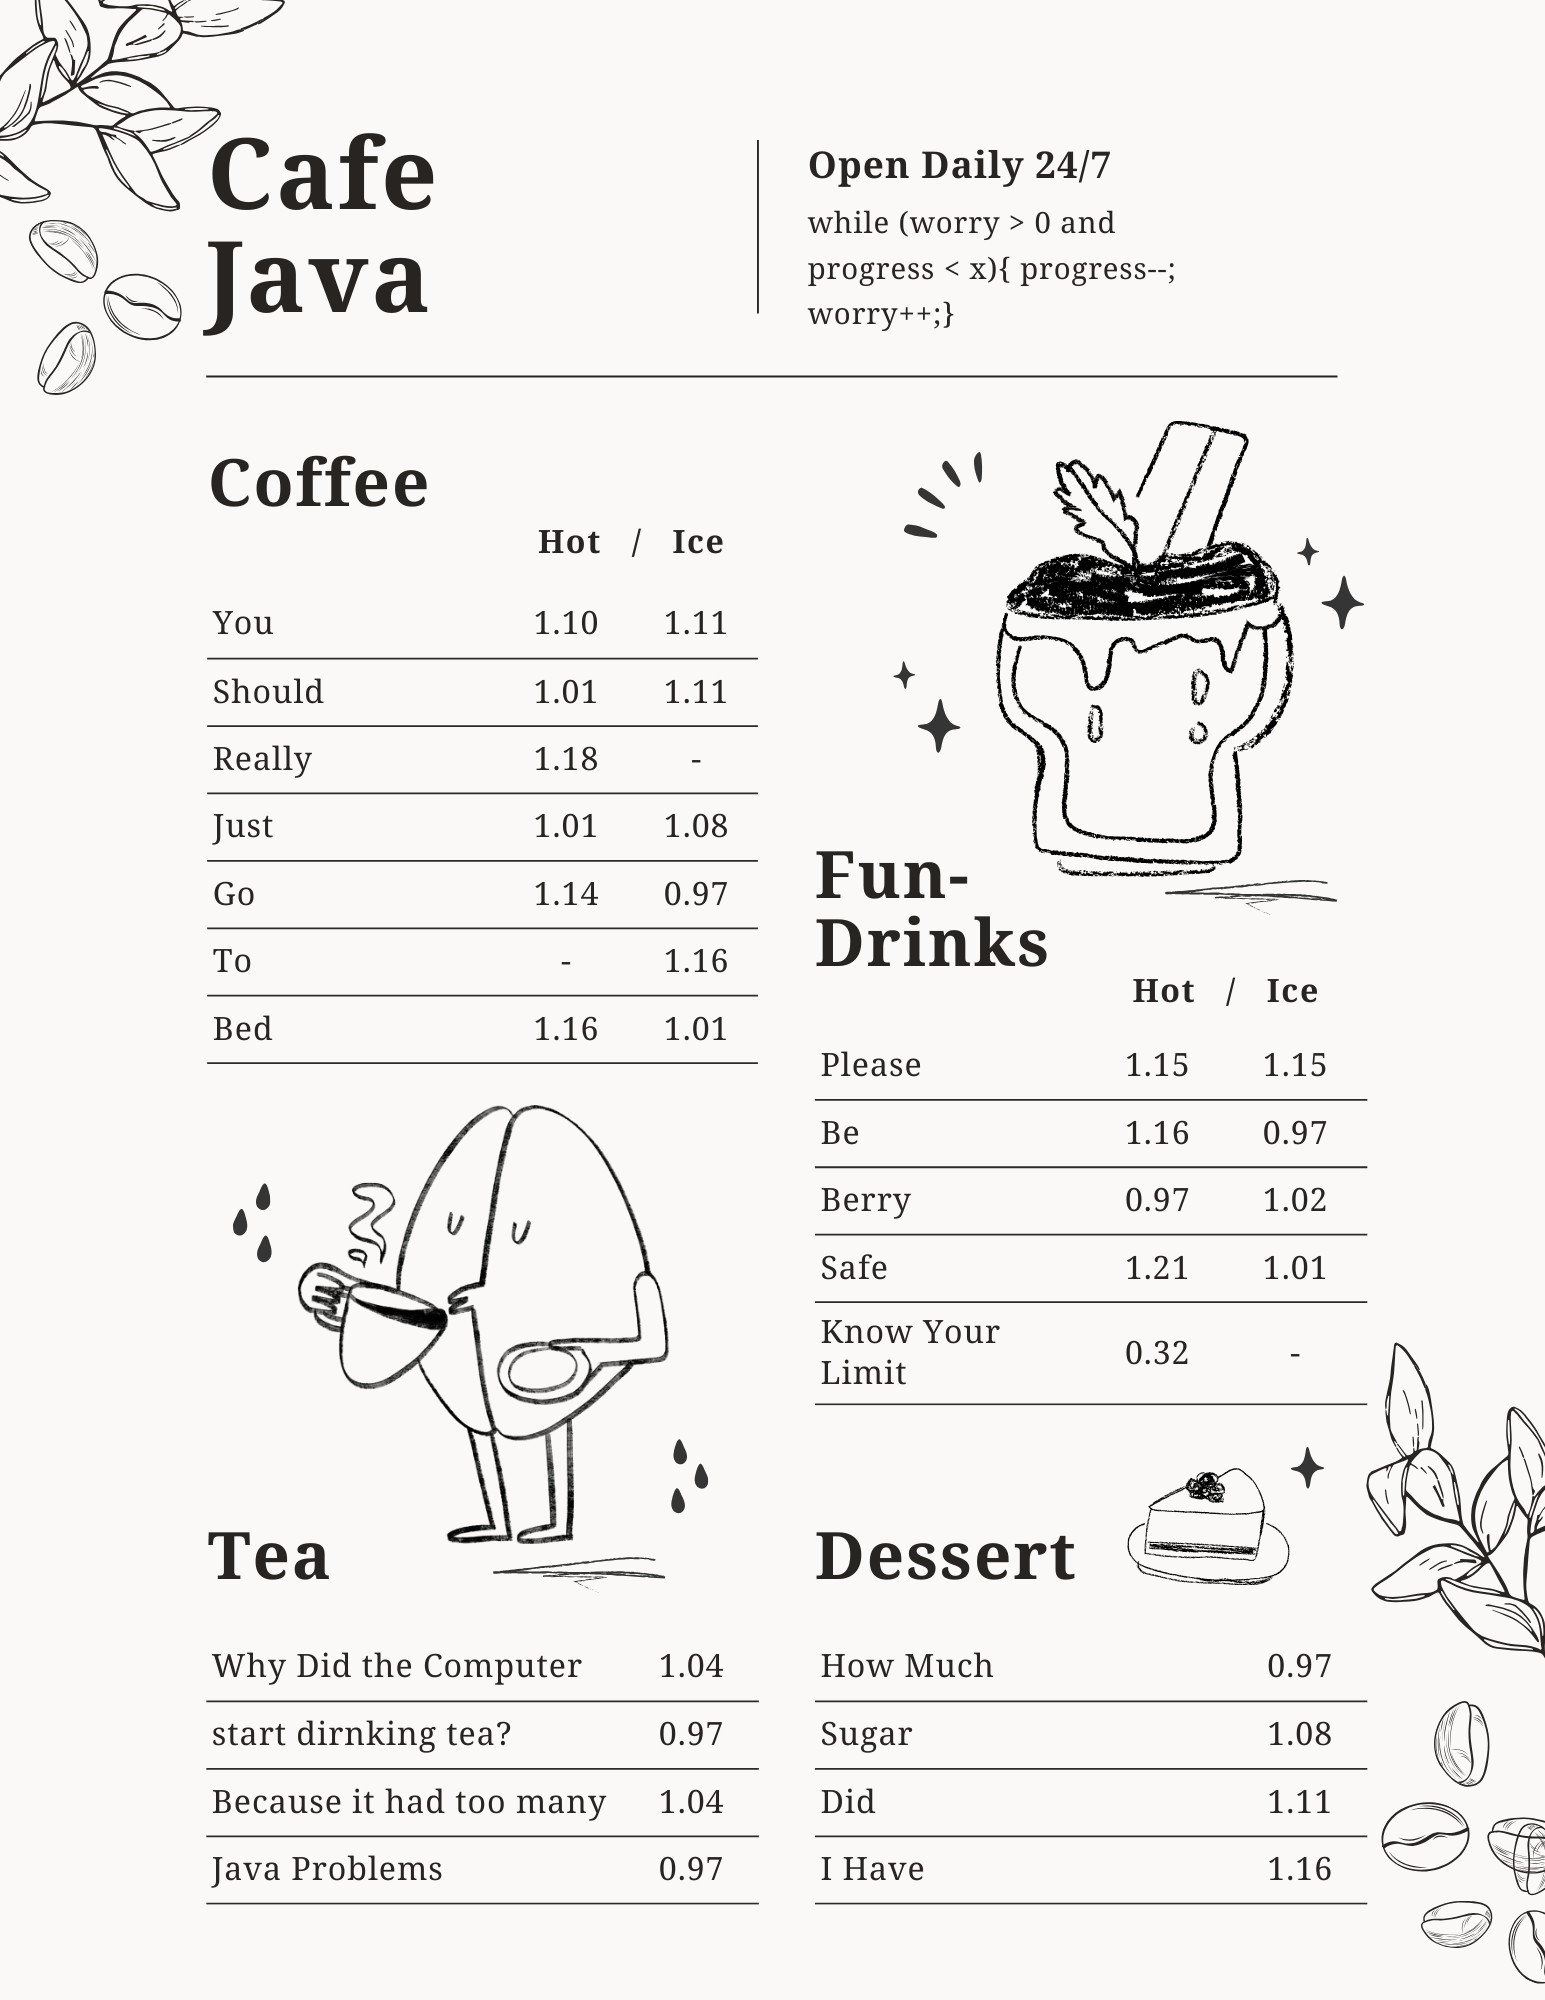 Cafe
Java
Open Daily 24/7
while (worry > 0 and
progress < x){ progress--;
worry++;}
Coffee
Hot / Ice
You 1.10 1.11
Should 1.01 1.11
Really 1.18 -
Just 1.01 1.08
Go 1.14 0.97
To - 1.16
Bed 1.16 1.01
Fun-
Drinks
Hot / Ice
Please 1.15 1.15
Be 1.16 0.97
Berry 0.97 1.02
Safe 1.21 1.01
Know Your
Limit 0.32 -
Tea
Why Did the Computer 1.04
start dirnking tea? 0.97
Because it had too many 1.04
Java Problems 0.97
Dessert
How Much 0.97
Sugar 1.08
Did 1.11
I Have 1.16